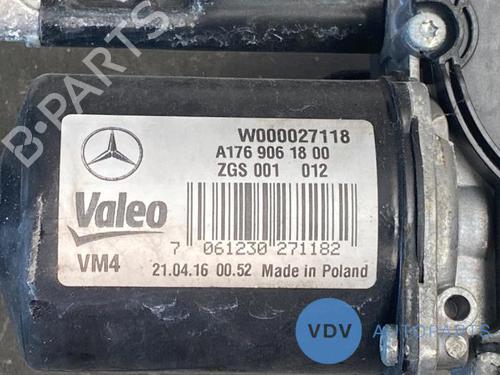 W000027118
A176 906 18 00
ZGS 001 012
Valeo
7 061230 271182
VM4
21.04.16 00.52 Made in Poland
B-PARTS
VDV
AUTOPARTS